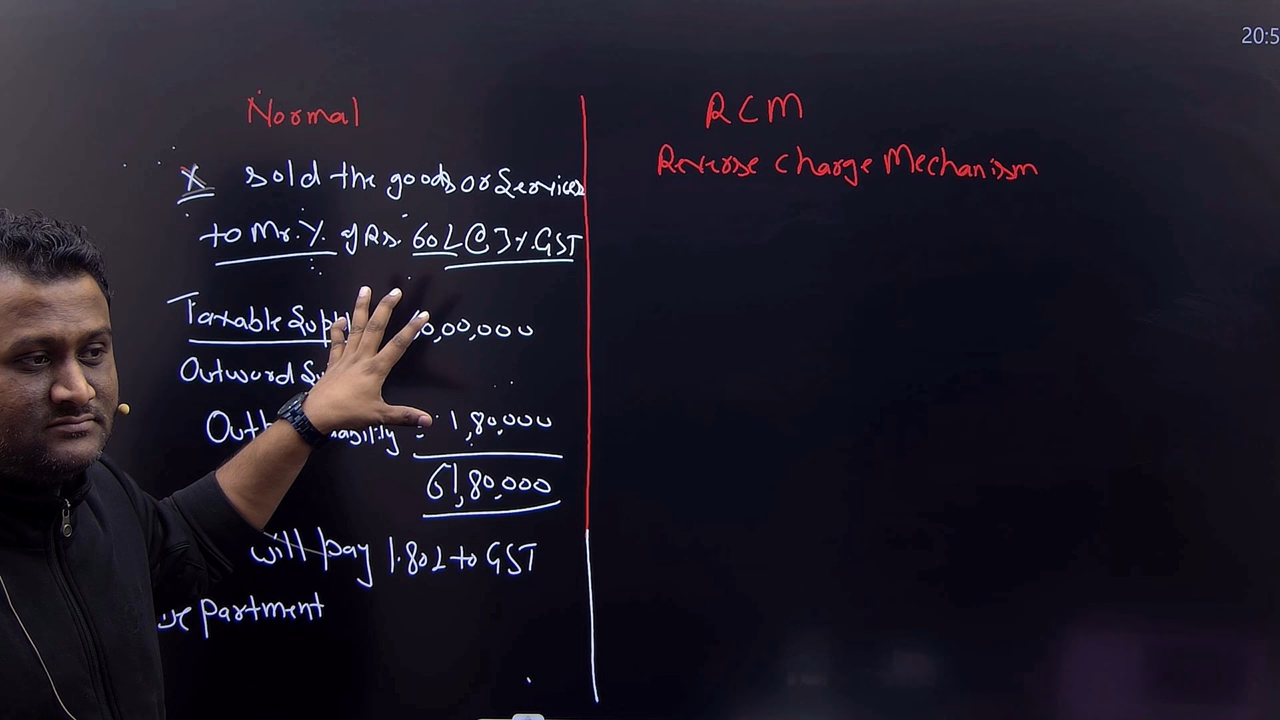 20:5
Normal
X sold the goods or Services
to Mr. Y. of Rs. 60L @ 3%. GST
Taxable 0,00,000
Outward
= 1,80,000
61,80,000
will pay 1.80L to GST
partment
RCM
Reverse Charge Mechanism